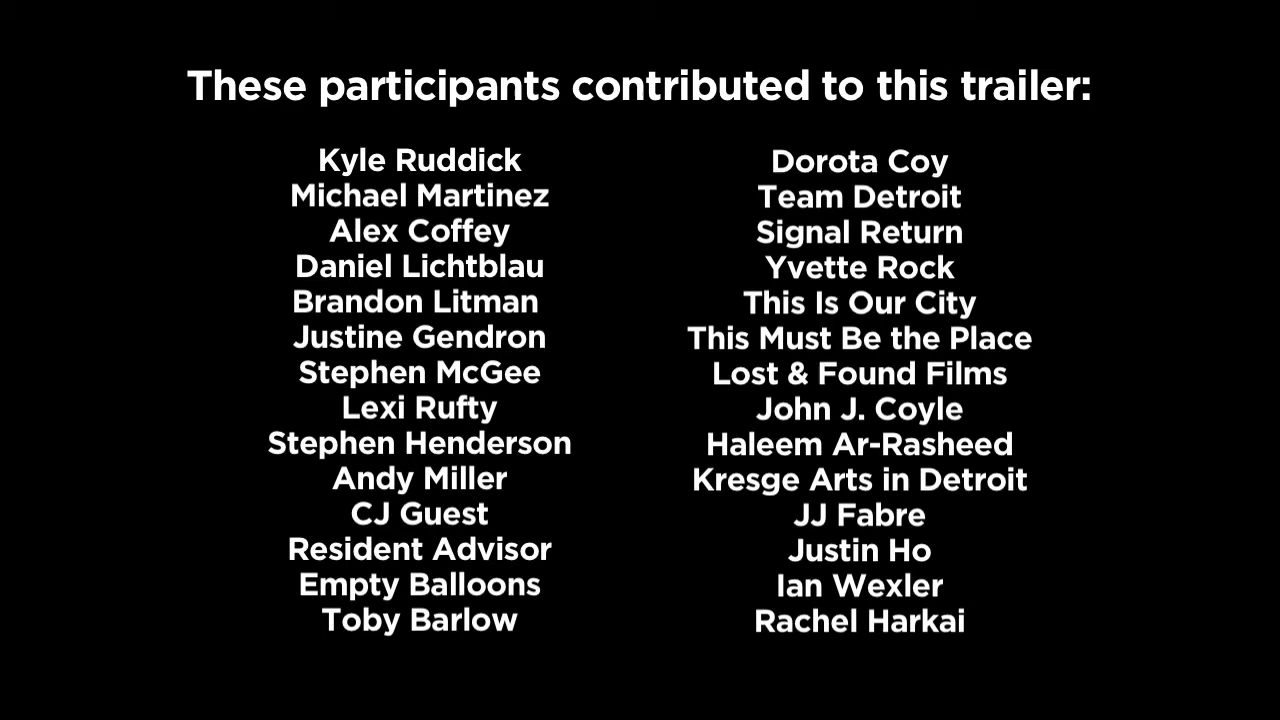 These participants contributed to this trailer:
Kyle Ruddick
Michael Martinez
Alex Coffey
Daniel Lichtblau
Brandon Litman
Justine Gendron
Stephen McGee
Lexi Rufty
Stephen Henderson
Andy Miller
CJ Guest
Resident Advisor
Empty Balloons
Toby Barlow
Dorota Coy
Team Detroit
Signal Return
Yvette Rock
This Is Our City
This Must Be the Place
Lost & Found Films
John J. Coyle
Haleem Ar-Rasheed
Kresge Arts in Detroit
JJ Fabre
Justin Ho
Ian Wexler
Rachel Harkai